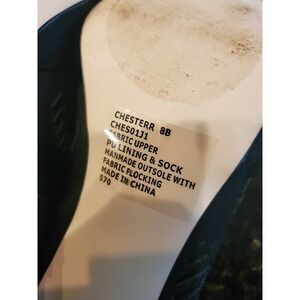 CHESTERR 8B
CHES01J1
FABRIC UPPER
PU LINING & SOCK
MANMADE OUTSOLE WITH
FABRIC FLOCKING
MADE IN CHINA
570